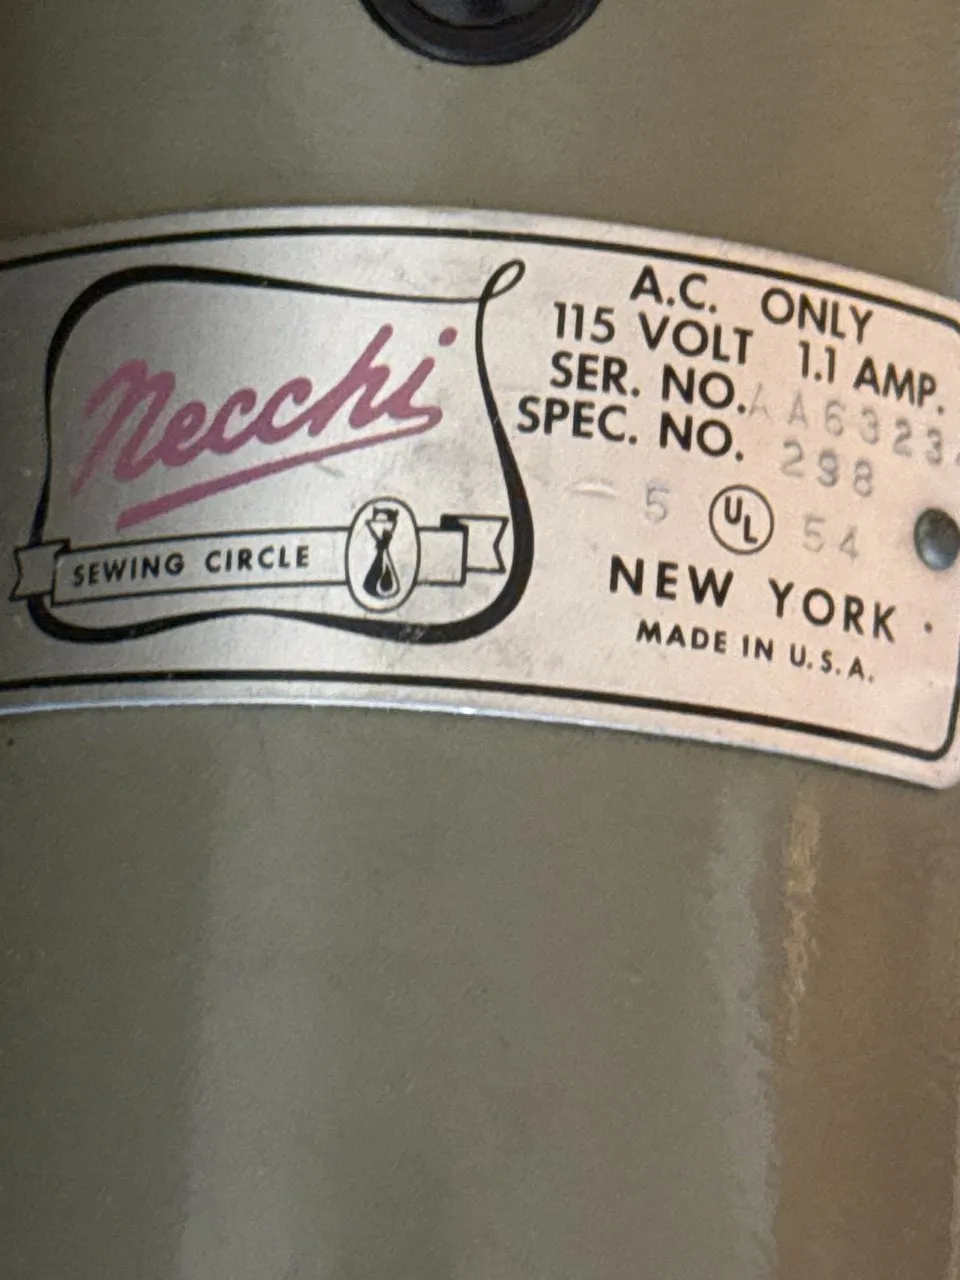 Necchi
SEWING CIRCLE
A.C. ONLY
115 VOLT 1.1 AMP.
SER. NO.
SPEC. NO. 298
5 UL 54
NEW YORK
MADE IN U.S.A.